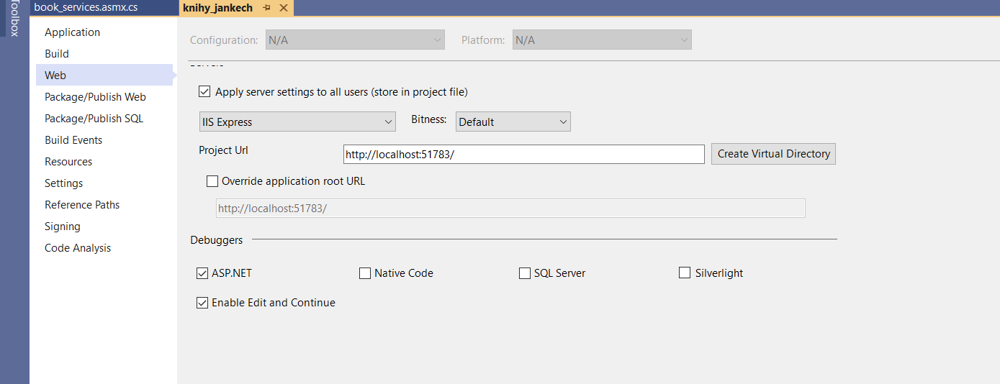 Toolbox
book_services.asmx.cs
knihy_jankech
Application
Build
Web
Package/Publish Web
Package/Publish SQL
Build Events
Resources
Settings
Reference Paths
Signing
Code Analysis
Configuration: N/A Platform: N/A
Servers
Apply server settings to all users (store in project file)
IIS Express Bitness: Default
Project Url http://localhost:51783/ Create Virtual Directory
Override application root URL
http://localhost:51783/
Debuggers
ASP.NET Native Code SQL Server Silverlight
Enable Edit and Continue